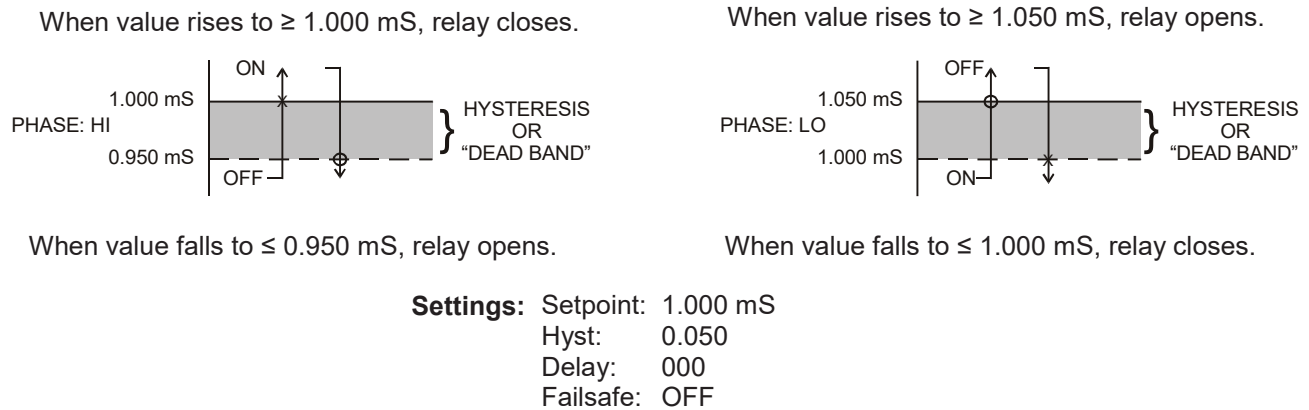 When value rises to ≥ 1.000 mS, relay closes.
ON
1.000 mS
PHASE: HI
0.950 mS
OFF
HYSTERESIS
OR
“DEAD BAND”
}
When value falls to ≤ 0.950 mS, relay opens.
When value rises to ≥ 1.050 mS, relay opens.
OFF
1.050 mS
PHASE: LO
1.000 mS
ON
HYSTERESIS
OR
“DEAD BAND”
}
When value falls to ≤ 1.000 mS, relay closes.
Settings: Setpoint: 1.000 mS
Hyst: 0.050
Delay: 000
Failsafe: OFF